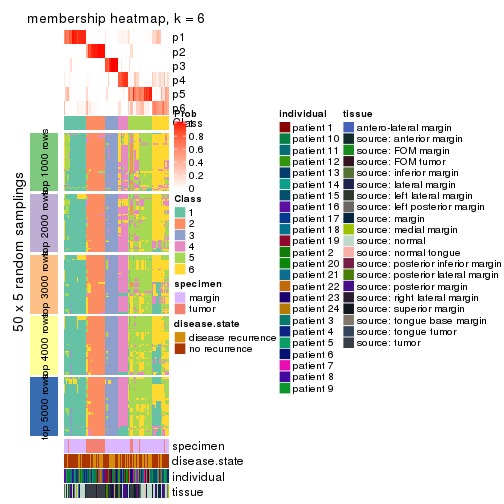 membership heatmap, k = 6
p1
p2
p3
p4
p5
p6
Class
50 x 5 random samplings
top 1000 rows
top 2000 rows
top 3000 rows
top 4000 rows
top 5000 rows
specimen
disease.state
individual
tissue
Prob
1
0.8
0.6
0.4
0.2
0
Class
1
2
3
4
5
6
specimen
margin
tumor
disease.state
disease recurrence
no recurrence
individual
patient 1
patient 10
patient 11
patient 12
patient 13
patient 14
patient 15
patient 16
patient 17
patient 18
patient 19
patient 2
patient 20
patient 21
patient 22
patient 23
patient 24
patient 3
patient 4
patient 5
patient 6
patient 7
patient 8
patient 9
tissue
antero-lateral margin
source: anterior margin
source: FOM margin
source: FOM tumor
source: inferior margin
source: lateral margin
source: left lateral margin
source: left posterior margin
source: margin
source: medial margin
source: normal
source: normal tongue
source: posterior inferior margin
source: posterior lateral margin
source: posterior margin
source: right lateral margin
source: superior margin
source: tongue base margin
source: tongue tumor
source: tumor